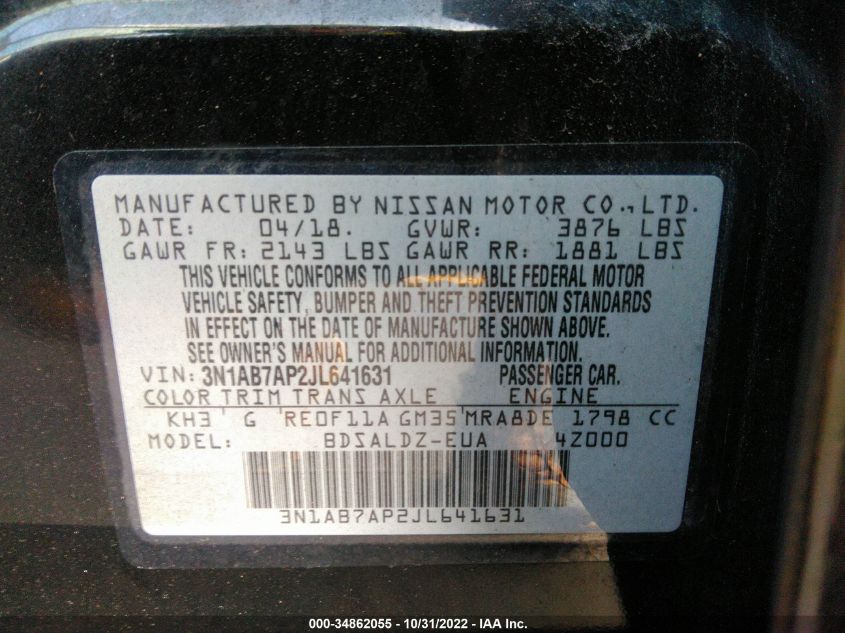 MANUFACTURED BY NISSAN MOTOR CO., LTD.
DATE: 04/18. GVWR: 3876 LBS
GAWR FR: 2143 LBS GAWR RR: 1881 LBS
THIS VEHICLE CONFORMS TO ALL APPLICABLE FEDERAL MOTOR
VEHICLE SAFETY, BUMPER AND THEFT PREVENTION STANDARDS
IN EFFECT ON THE DATE OF MANUFACTURE SHOWN ABOVE.
SEE OWNER'S MANUAL FOR ADDITIONAL INFORMATION.
VIN: 3N1AB7AP2JL641631 PASSENGER CAR.
COLOR TRIM TRANS AXLE ENGINE
KH3 G RE0F11A GM35 MRA8DE 1798 CC
MODEL: BDSALDZ-EUA 4Z000
3N1AB7AP2JL641631
000-34862055 - 10/31/2022 - IAA Inc.